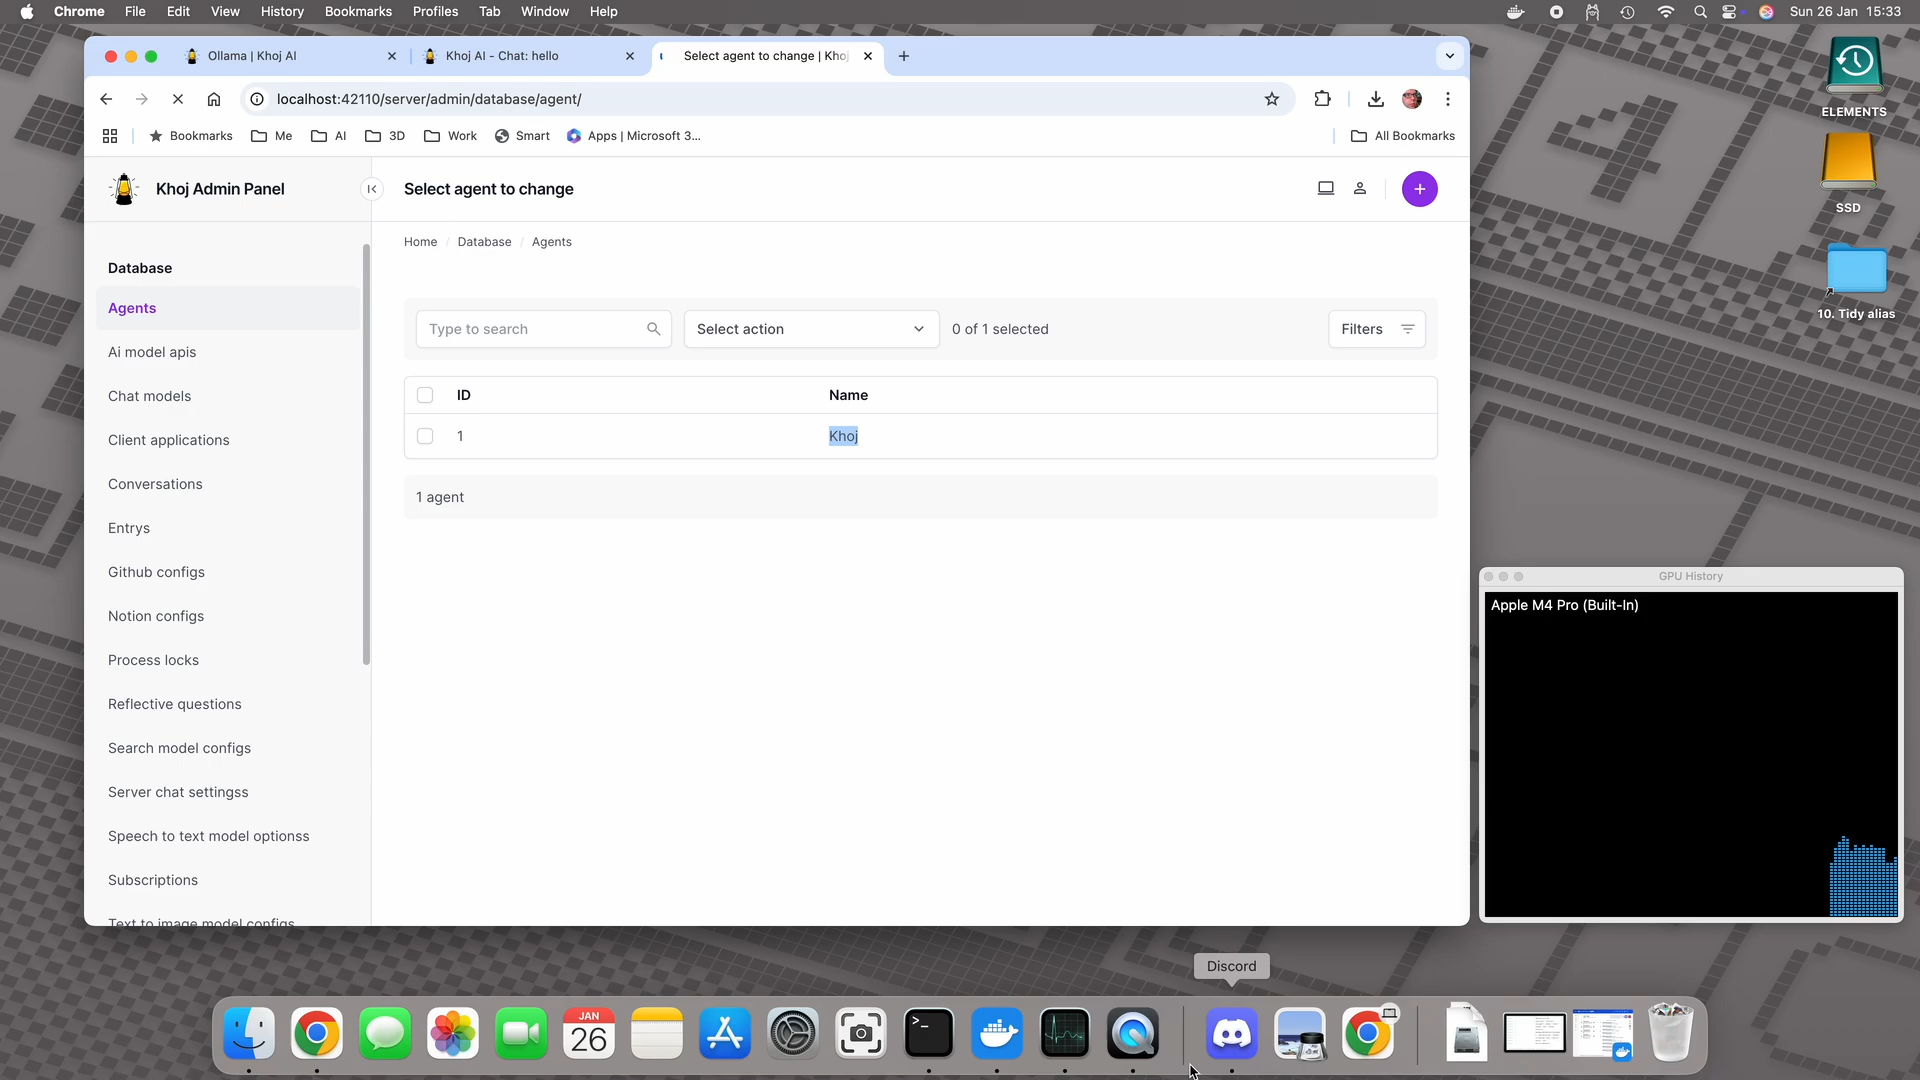 Chrome File Edit View History Bookmarks Profiles Tab Window Help Sun 26 Jan 15:33
Ollama | Khoj AI Khoj AI - Chat: hello Select agent to change | Khoj
localhost:42110/server/admin/database/agent/
Bookmarks Me AI 3D Work Smart Apps | Microsoft 3... All Bookmarks
Khoj Admin Panel
Select agent to change
Home / Database / Agents
Database
Agents
Ai model apis
Chat models
Client applications
Conversations
Entrys
Github configs
Notion configs
Process locks
Reflective questions
Search model configs
Server chat settingss
Speech to text model optionss
Subscriptions
Text to image model configs
Type to search Select action 0 of 1 selected Filters
ID Name
1 Khoj
1 agent
ELEMENTS
SSD
10. Tidy alias
GPU History
Apple M4 Pro (Built-In)
Discord
JAN
26
>_